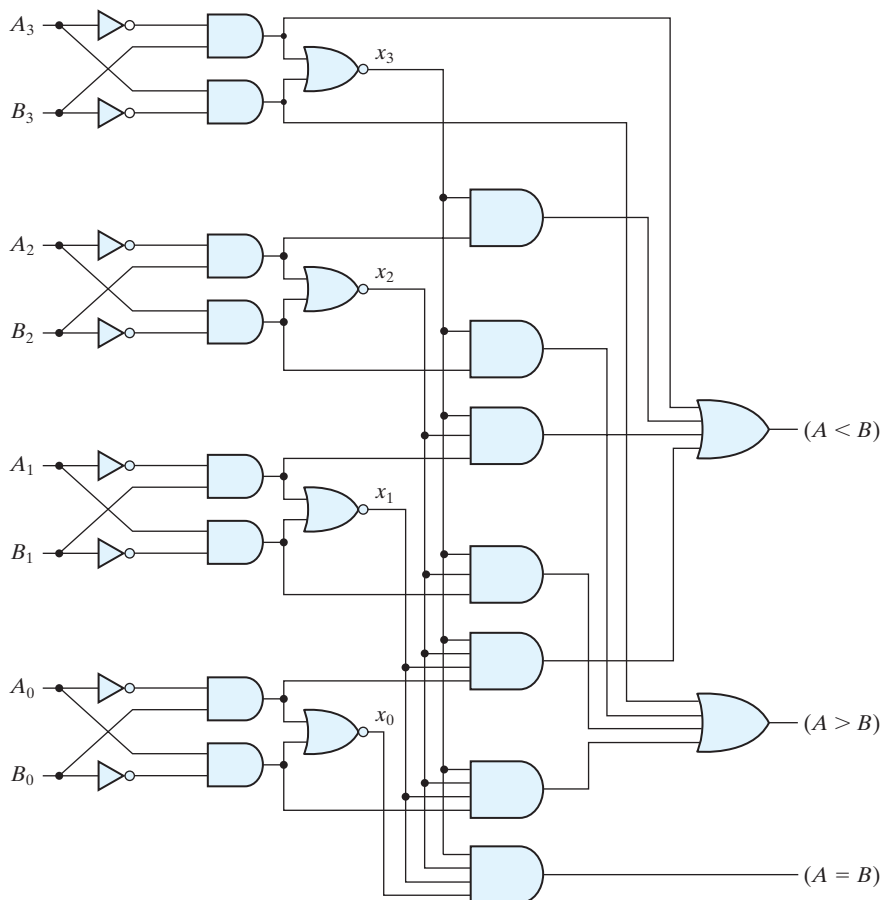 A₃
x₃
B₃
A₂
x₂
B₂
(A < B)
A₁
x₁
B₁
A₀
x₀
(A > B)
B₀
(A = B)